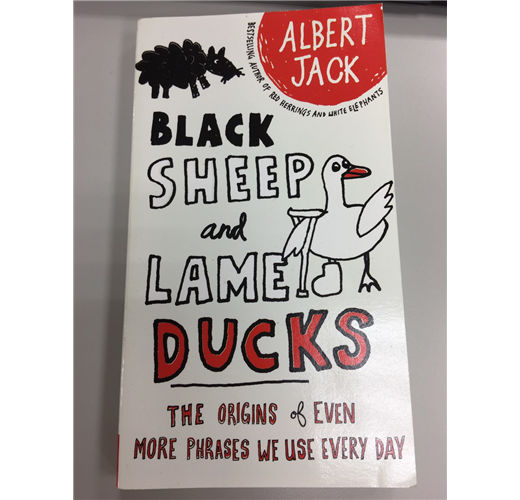 ALBERT
JACK
BESTSELLING AUTHOR OF RED HERRINGS AND WHITE ELEPHANTS
BLACK
SHEEP
and
LAME
DUCKS
THE ORIGINS of EVEN
MORE PHRASES WE USE EVERY DAY